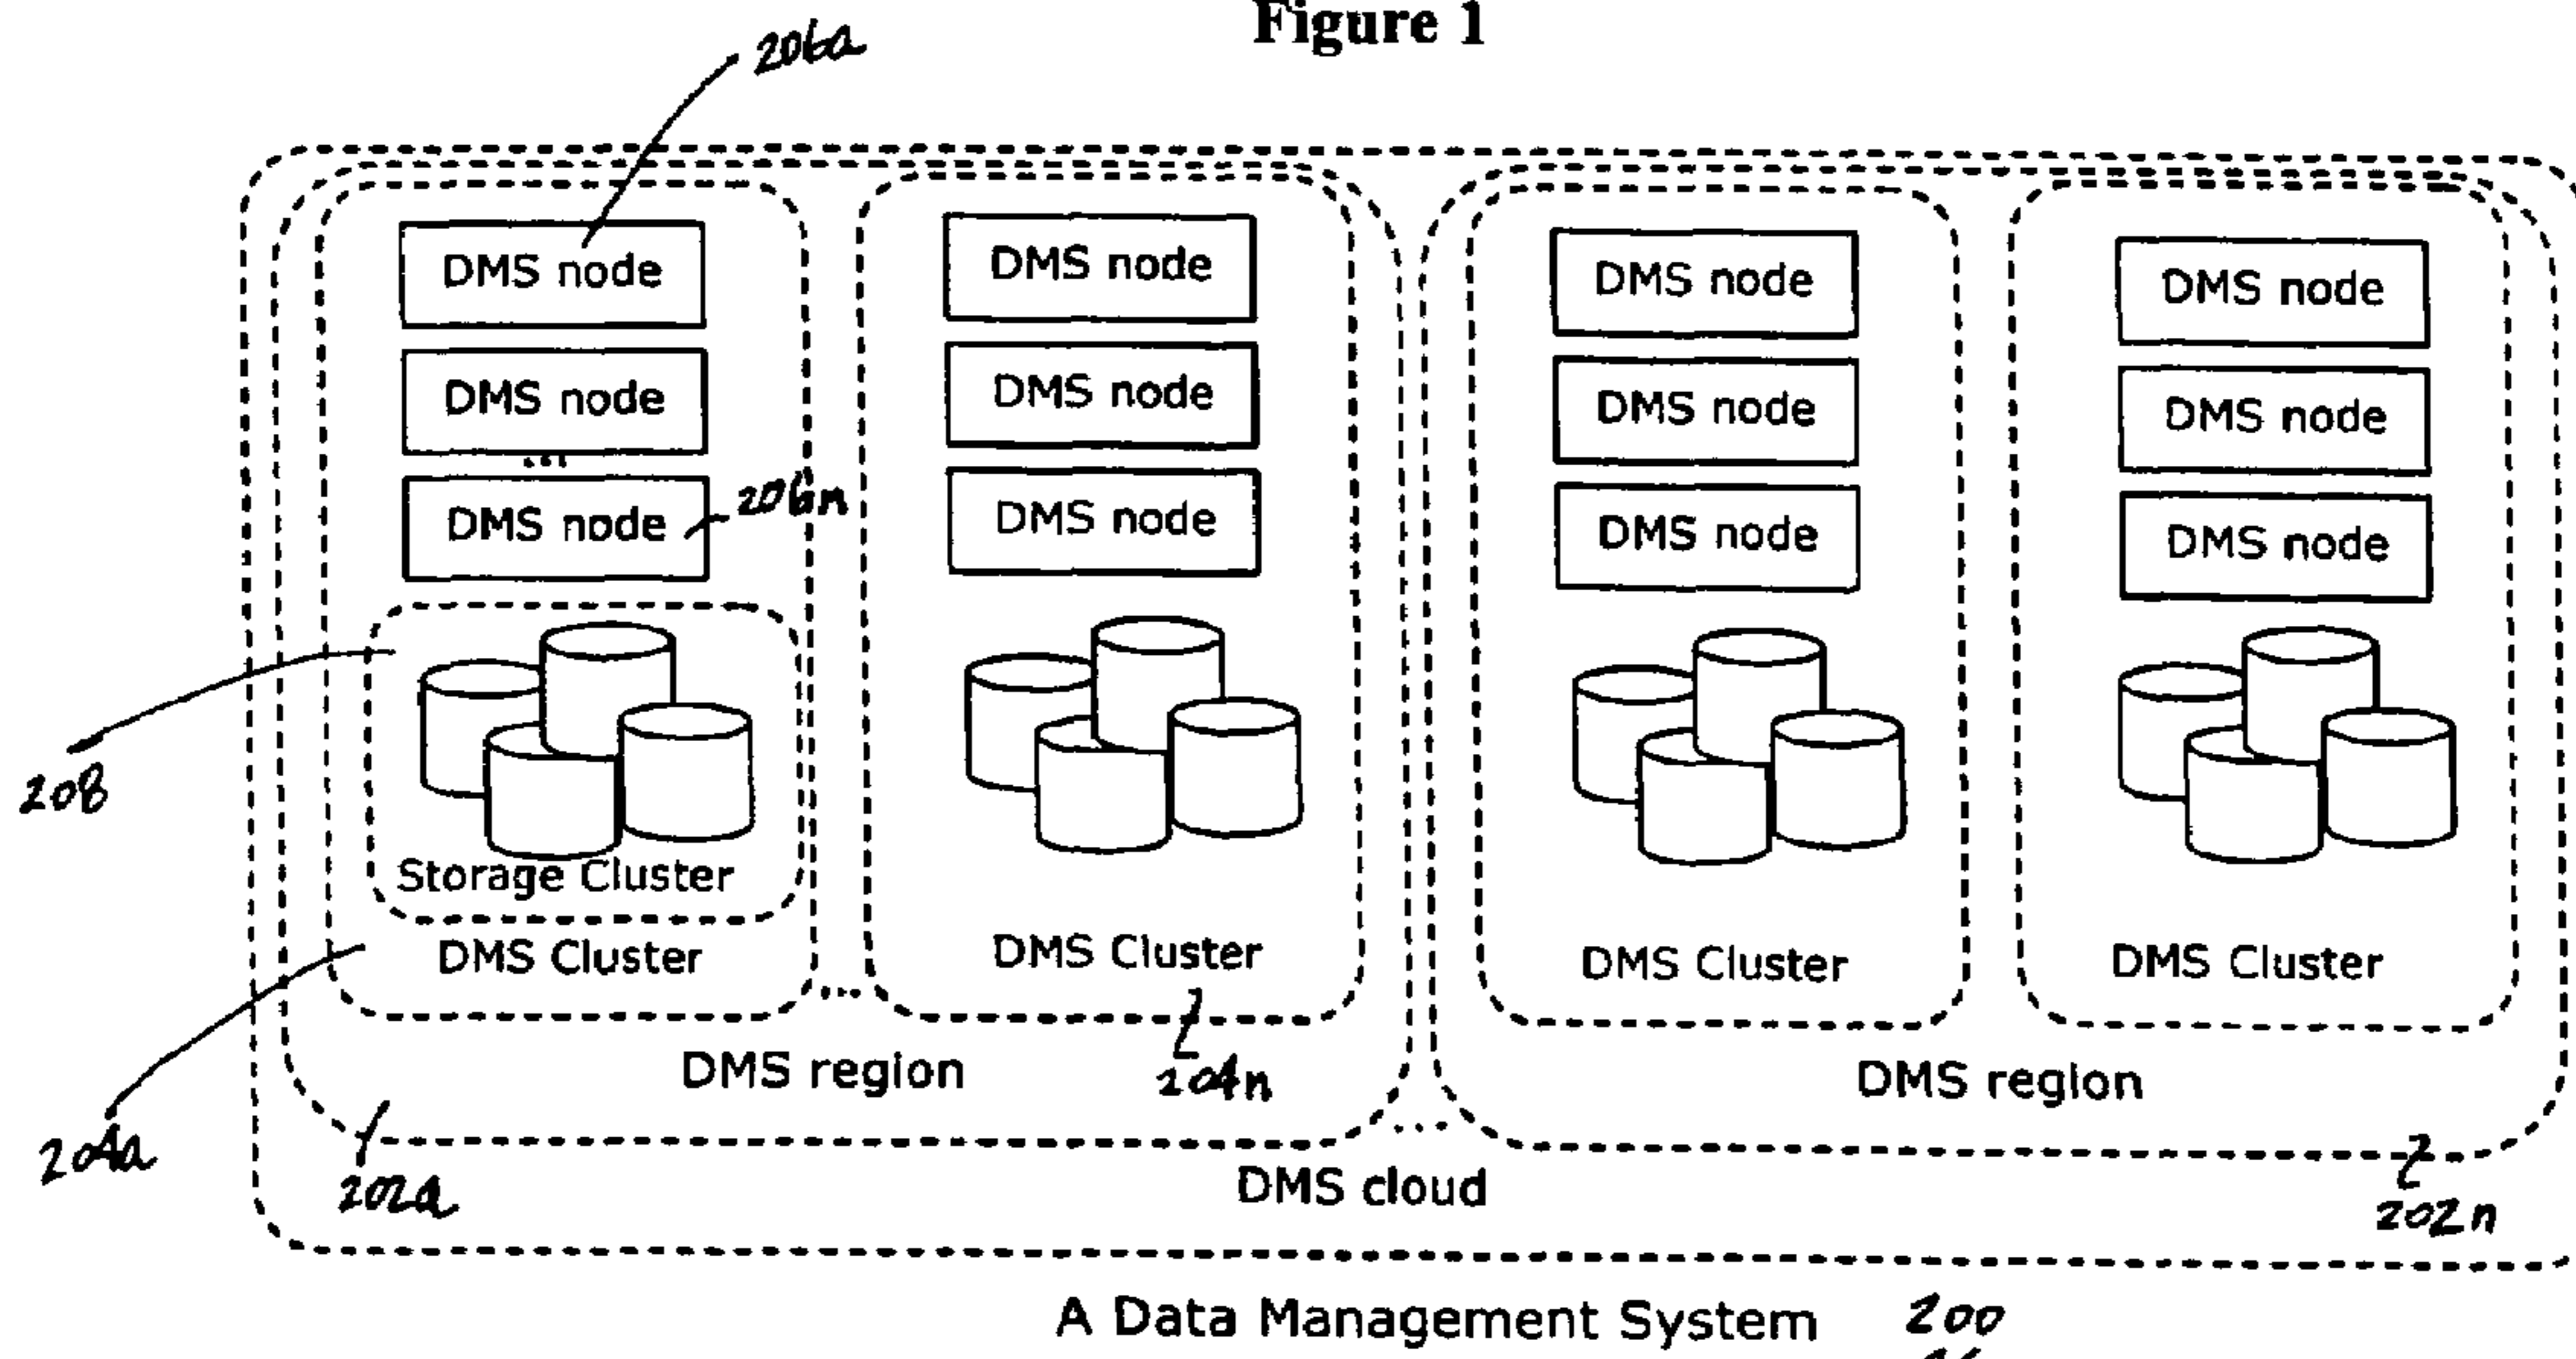 Figure 1
206a
DMS node
DMS node
...
DMS node
206n
208
Storage Cluster
DMS Cluster
204a
...
DMS node
DMS node
DMS node
DMS Cluster
204n
DMS region
202a
...
DMS node
DMS node
DMS node
DMS Cluster
DMS node
DMS node
DMS node
DMS Cluster
DMS region
202n
DMS cloud
A Data Management System 200